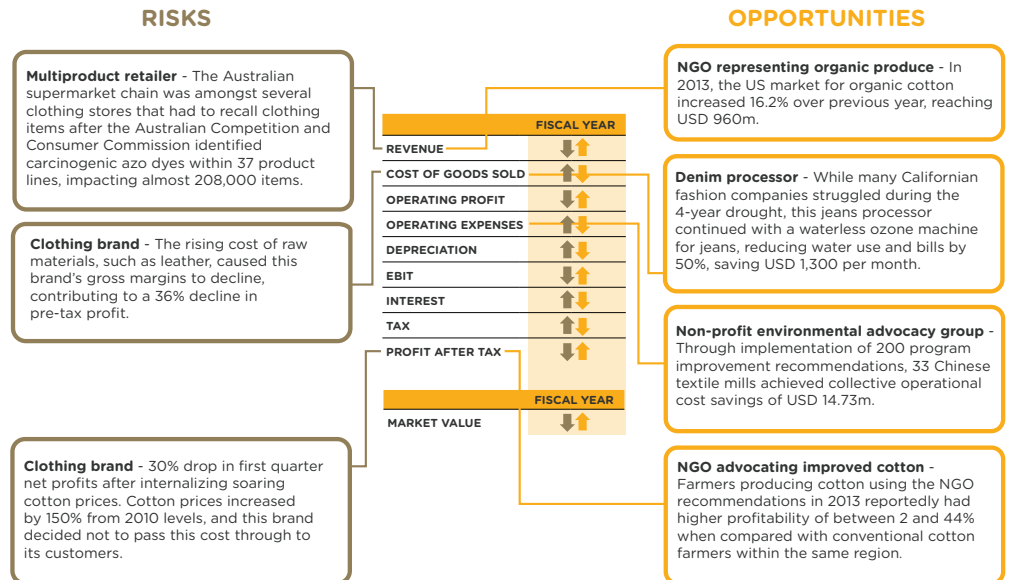 RISKS
Multiproduct retailer - The Australian
supermarket chain was amongst several
clothing stores that had to recall clothing
items after the Australian Competition and
Consumer Commission identified
carcinogenic azo dyes within 37 product
lines, impacting almost 208,000 items.
Clothing brand - The rising cost of raw
materials, such as leather, caused this
brand's gross margins to decline,
contributing to a 36% decline in
pre-tax profit.
Clothing brand - 30% drop in first quarter
net profits after internalizing soaring
cotton prices. Cotton prices increased
by 150% from 2010 levels, and this brand
decided not to pass this cost through to
its customers.
FISCAL YEAR
REVENUE
COST OF GOODS SOLD
OPERATING PROFIT
OPERATING EXPENSES
DEPRECIATION
EBIT
INTEREST
TAX
PROFIT AFTER TAX
FISCAL YEAR
MARKET VALUE
OPPORTUNITIES
NGO representing organic produce - In
2013, the US market for organic cotton
increased 16.2% over previous year, reaching
USD 960m.
Denim processor - While many Californian
fashion companies struggled during the
4-year drought, this jeans processor
continued with a waterless ozone machine
for jeans, reducing water use and bills by
50%, saving USD 1,300 per month.
Non-profit environmental advocacy group -
Through implementation of 200 program
improvement recommendations, 33 Chinese
textile mills achieved collective operational
cost savings of USD 14.73m.
NGO advocating improved cotton -
Farmers producing cotton using the NGO
recommendations in 2013 reportedly had
higher profitability of between 2 and 44%
when compared with conventional cotton
farmers within the same region.